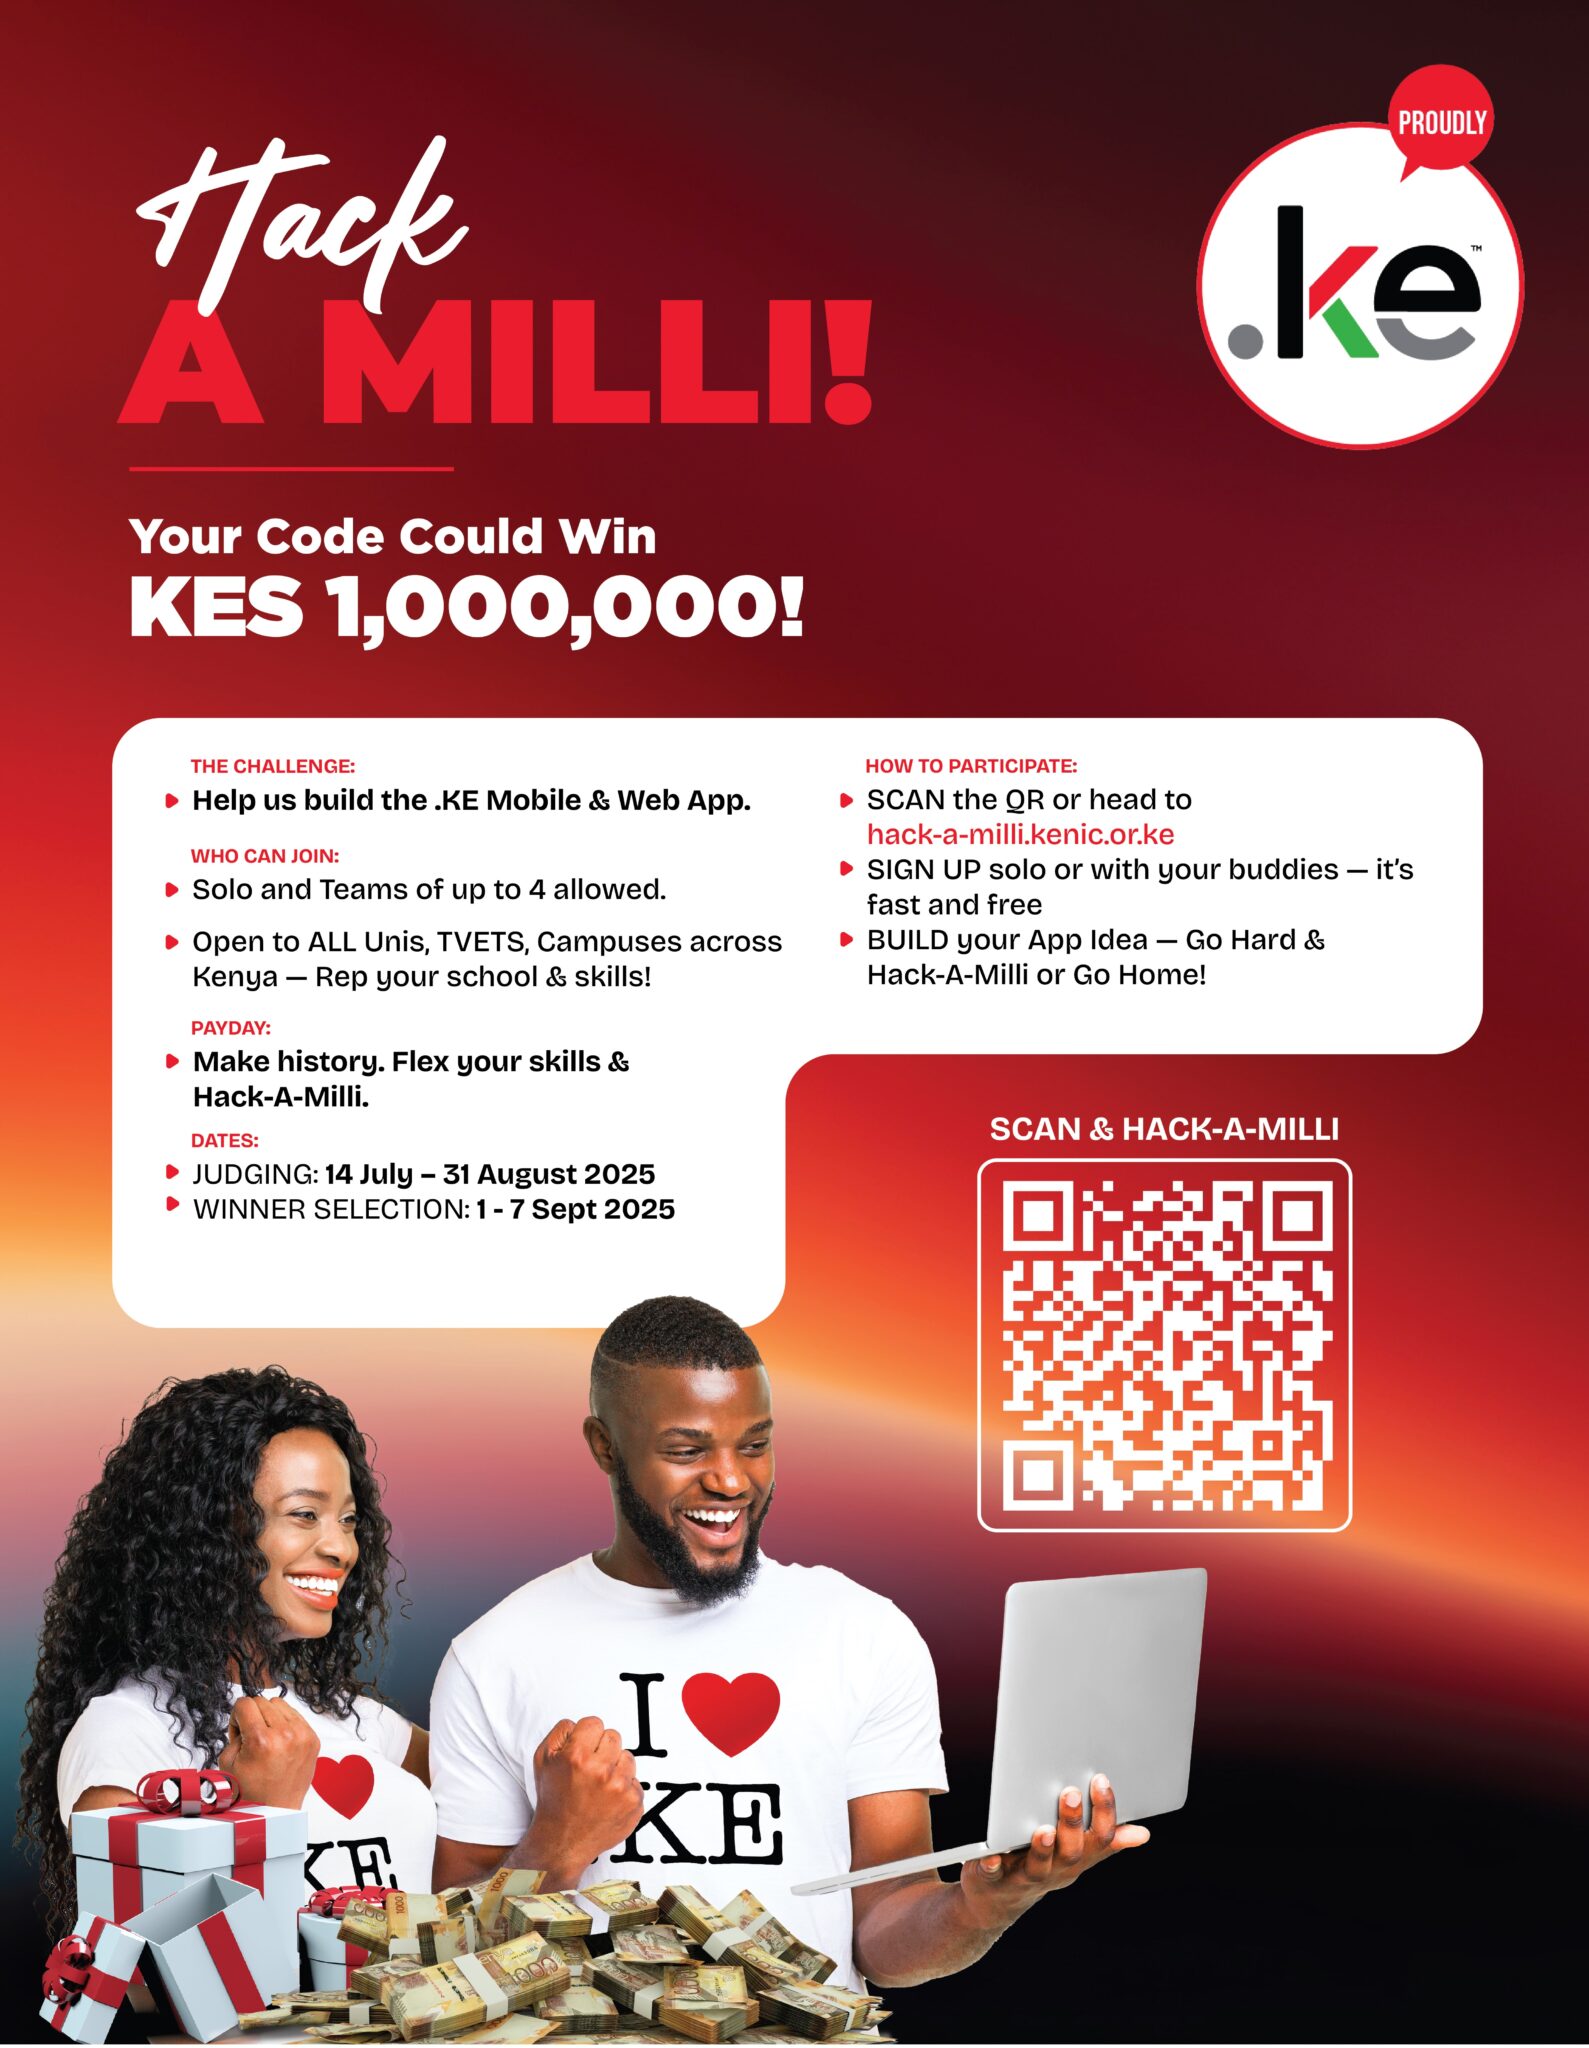 Hack
A MILLI!
PROUDLY
.ke™
Your Code Could Win
KES 1,000,000!
THE CHALLENGE:
Help us build the .KE Mobile & Web App.
WHO CAN JOIN:
Solo and Teams of up to 4 allowed.
Open to ALL Unis, TVETS, Campuses across
Kenya — Rep your school & skills!
PAYDAY:
Make history. Flex your skills &
Hack-A-Milli.
DATES:
JUDGING: 14 July – 31 August 2025
WINNER SELECTION: 1 - 7 Sept 2025
HOW TO PARTICIPATE:
SCAN the QR or head to
hack-a-milli.kenic.or.ke
SIGN UP solo or with your buddies — it's
fast and free
BUILD your App Idea — Go Hard &
Hack-A-Milli or Go Home!
SCAN & HACK-A-MILLI
I
KE
KE
1000
1000
1000